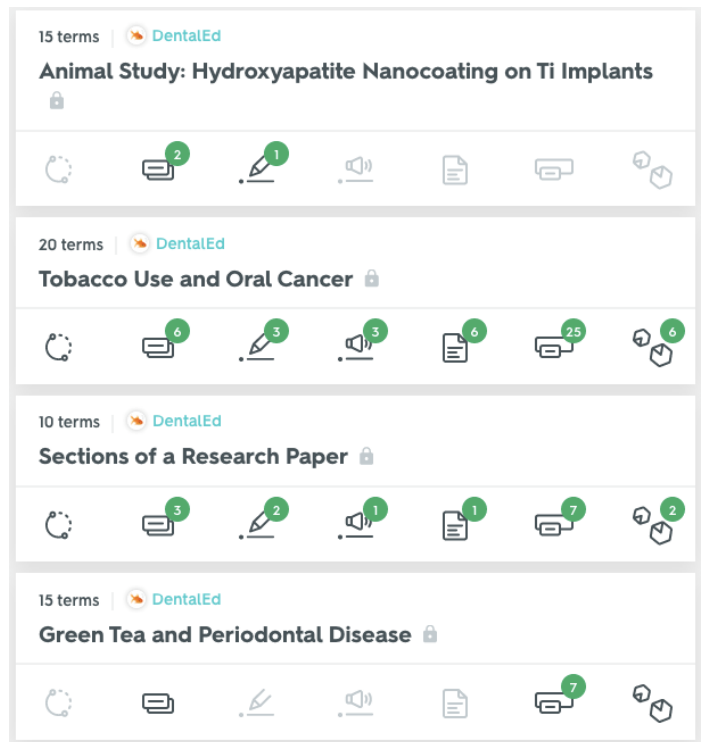 15 terms DentalEd
Animal Study: Hydroxyapatite Nanocoating on Ti Implants
2 1
20 terms DentalEd
Tobacco Use and Oral Cancer
6 3 3 6 25 6
10 terms DentalEd
Sections of a Research Paper
3 2 1 1 7 2
15 terms DentalEd
Green Tea and Periodontal Disease
7